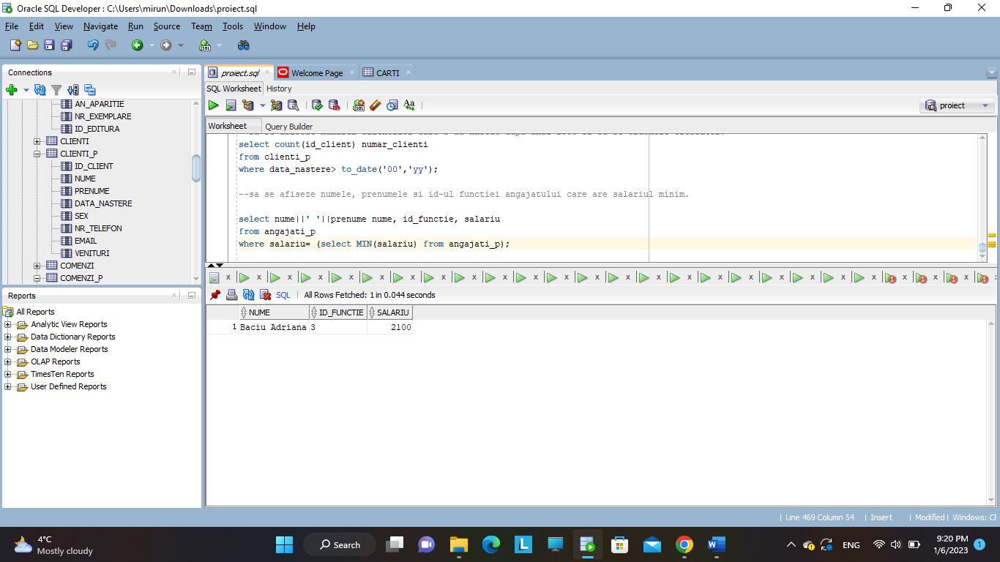 Oracle SQL Developer : C:\Users\mirun\Downloads\proiect.sql
File Edit View Navigate Run Source Team Tools Window Help
Connections
AN_APARITIE
NR_EXEMPLARE
ID_EDITURA
CLIENTI
CLIENTI_P
ID_CLIENT
NUME
PRENUME
DATA_NASTERE
SEX
NR_TELEFON
EMAIL
VENITURI
COMENZI
COMENZI_P
Reports
All Reports
Analytic View Reports
Data Dictionary Reports
Data Modeler Reports
OLAP Reports
TimesTen Reports
User Defined Reports
proiect.sql Welcome Page CARTI
SQL Worksheet History
proiect
Worksheet Query Builder
select count(id_client) numar_clienti
from clienti_p
where data_nastere> to_date('00','yy');
--sa se afiseze numele, prenumele si id-ul functiei angajatului care are salariul minim.
select nume||' '||prenume nume, id_functie, salariu
from angajati_p
where salariu= (select MIN(salariu) from angajati_p);
SQL | All Rows Fetched: 1 in 0.044 seconds
NUME ID_FUNCTIE SALARIU
1 Baciu Adriana 3 2100
| Line 469 Column 54 | Insert | Modified | Windows: CF
4°C
Mostly cloudy
Search
ENG
9:20 PM
1/6/2023
1